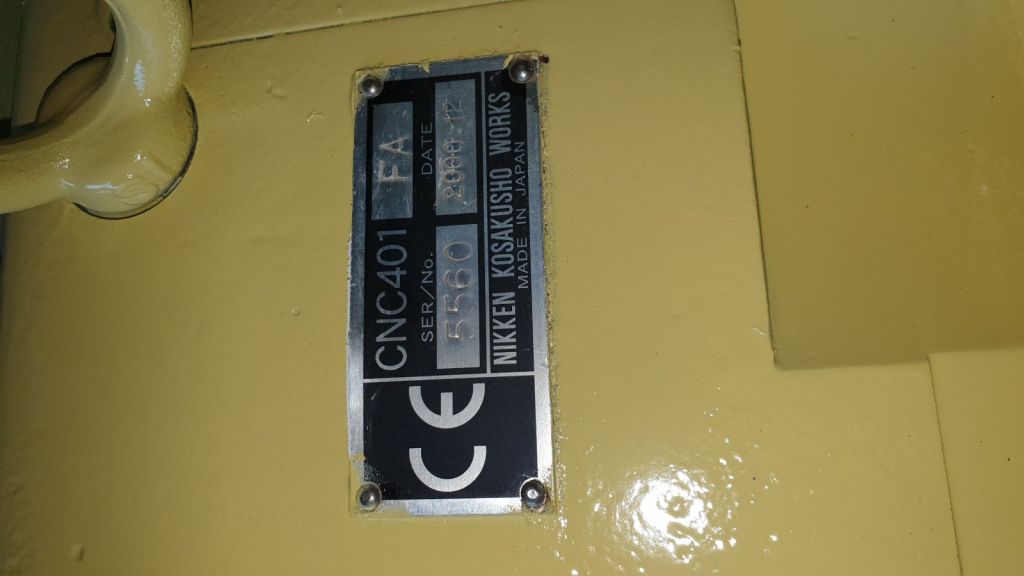 CNC401 FA
SER/No. DATE
5560 2000-12
NIKKEN KOSAKUSHO WORKS
MADE IN JAPAN
CE